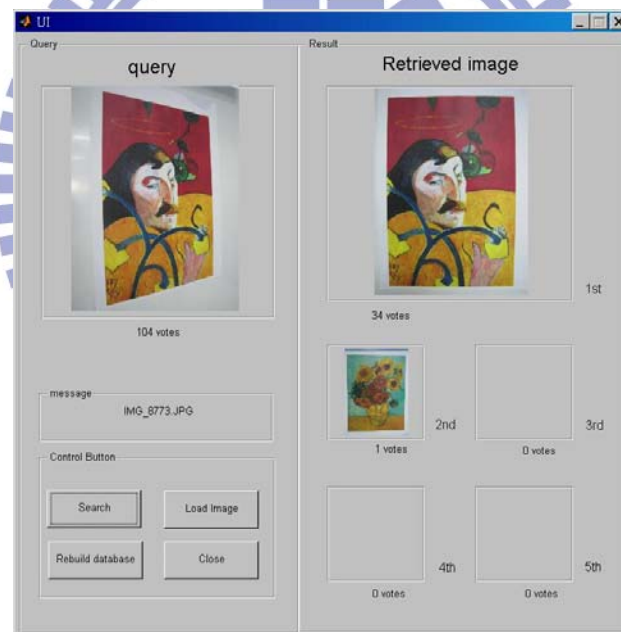 UI
Query
query
104 votes
message
IMG_8773.JPG
Control Button
Search
Load Image
Rebuild database
Close
Result
Retrieved image
1st
34 votes
2nd
1 votes
3rd
0 votes
4th
0 votes
5th
0 votes